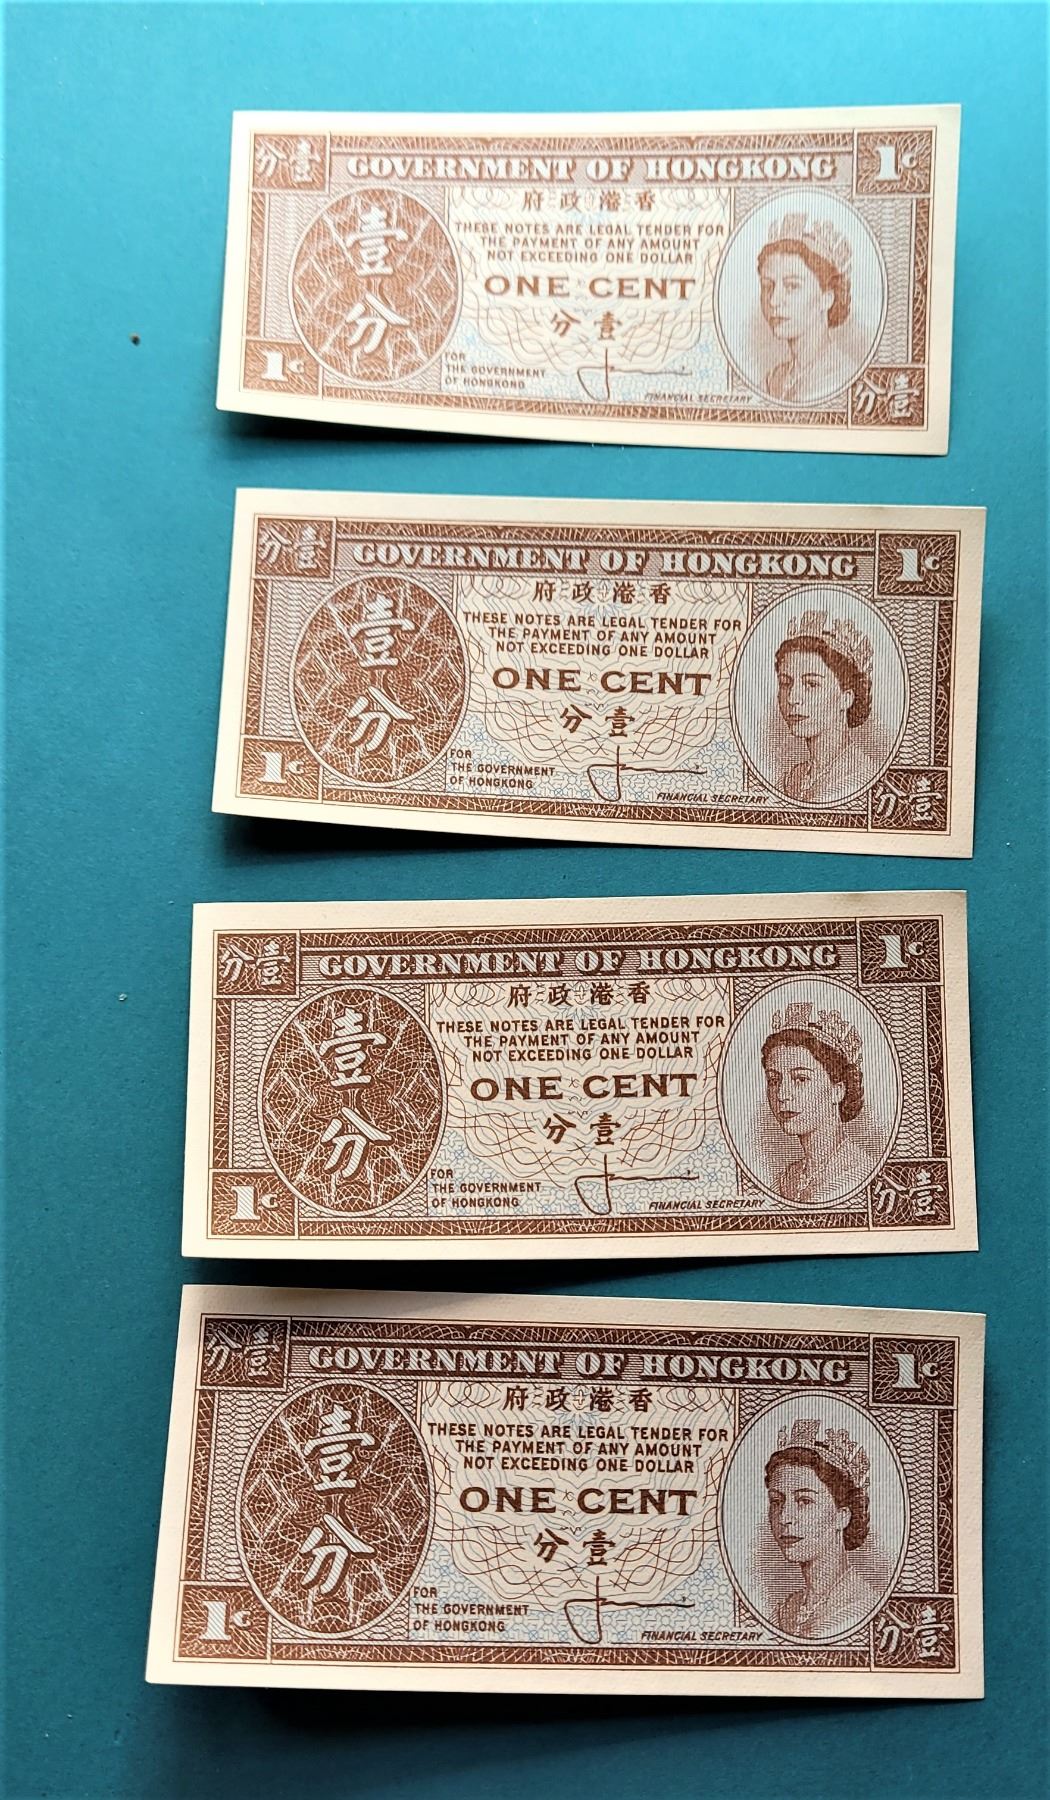 分壹 GOVERNMENT OF HONGKONG 1c
府政港香
壹分
THESE NOTES ARE LEGAL TENDER FOR
THE PAYMENT OF ANY AMOUNT
NOT EXCEEDING ONE DOLLAR
ONE CENT
分壹
FOR
THE GOVERNMENT
OF HONGKONG
FINANCIAL SECRETARY
1c 分壹
分壹 GOVERNMENT OF HONGKONG 1c
府政港香
壹分
THESE NOTES ARE LEGAL TENDER FOR
THE PAYMENT OF ANY AMOUNT
NOT EXCEEDING ONE DOLLAR
ONE CENT
分壹
FOR
THE GOVERNMENT
OF HONGKONG
FINANCIAL SECRETARY
1c 分壹
分壹 GOVERNMENT OF HONGKONG 1c
府政港香
壹分
THESE NOTES ARE LEGAL TENDER FOR
THE PAYMENT OF ANY AMOUNT
NOT EXCEEDING ONE DOLLAR
ONE CENT
分壹
FOR
THE GOVERNMENT
OF HONGKONG
FINANCIAL SECRETARY
1c 分壹
分壹 GOVERNMENT OF HONGKONG 1c
府政港香
壹分
THESE NOTES ARE LEGAL TENDER FOR
THE PAYMENT OF ANY AMOUNT
NOT EXCEEDING ONE DOLLAR
ONE CENT
分壹
FOR
THE GOVERNMENT
OF HONGKONG
FINANCIAL SECRETARY
1c 分壹